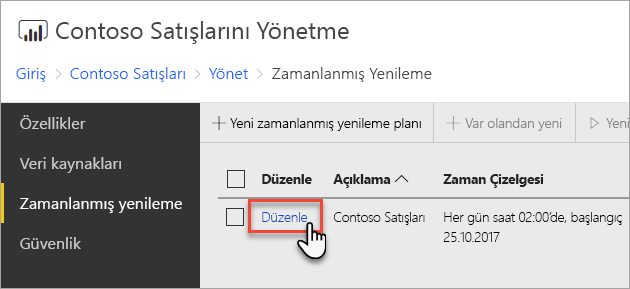 Contoso Satışlarını Yönetme
Giriş > Contoso Satışları > Yönet > Zamanlanmış Yenileme
Özellikler
Veri kaynakları
Zamanlanmış yenileme
Güvenlik
+ Yeni zamanlanmış yenileme planı + Var olandan yeni Yeni
Düzenle Açıklama Zaman Çizelgesi
Düzenle Contoso Satışları Her gün saat 02:00'de, başlangıç
25.10.2017